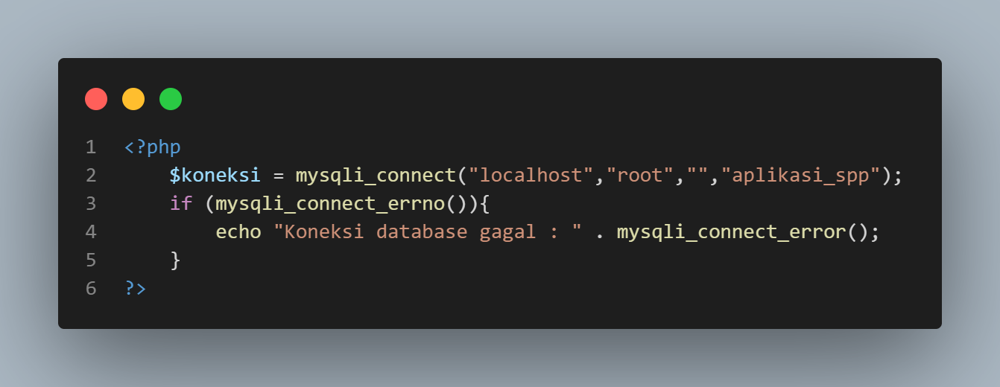 1 <?php
2     $koneksi = mysqli_connect("localhost","root","","aplikasi_spp");
3     if (mysqli_connect_errno()){
4         echo "Koneksi database gagal : " . mysqli_connect_error();
5     }
6 ?>